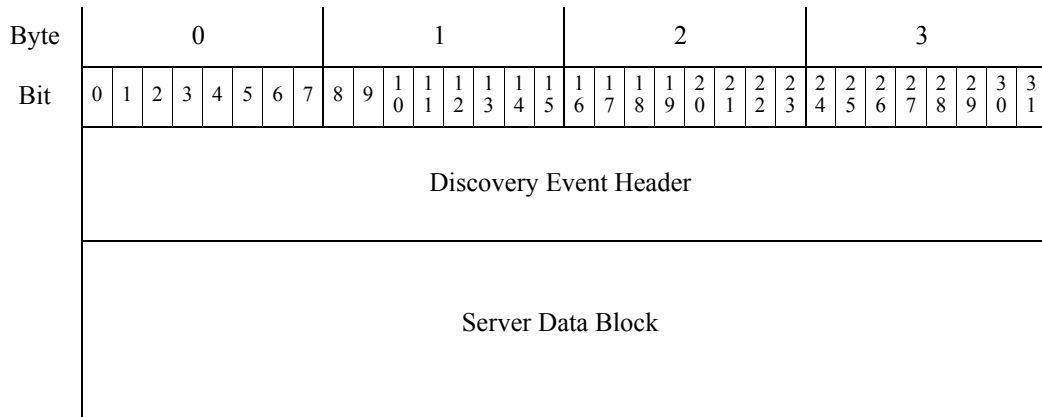 Byte 0 1 2 3
Bit 0 1 2 3 4 5 6 7 8 9 10 11 12 13 14 15 16 17 18 19 20 21 22 23 24 25 26 27 28 29 30 31
Discovery Event Header
Server Data Block